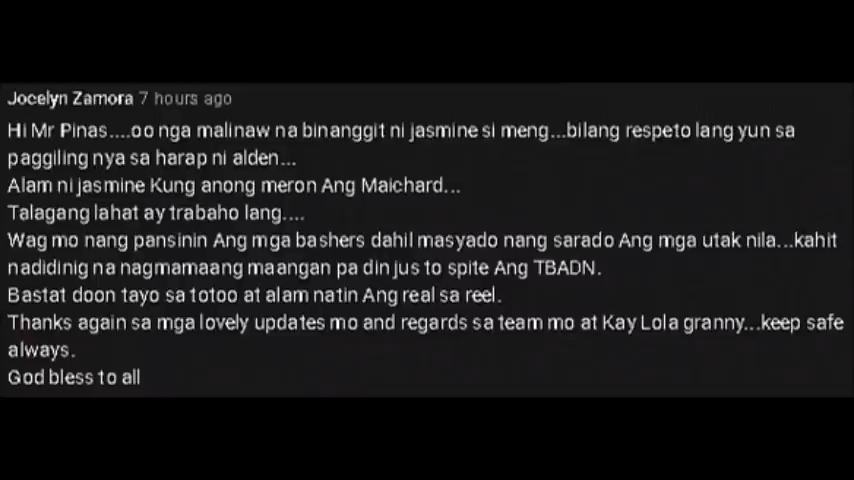 Jocelyn Zamora 7 hours ago
Hi Mr Pinas....oo nga malinaw na binanggit ni jasmine si meng...bilang respeto lang yun sa
paggiling nya sa harap ni alden...
Alam ni jasmine Kung anong meron Ang Maichard...
Talagang lahat ay trabaho lang....
Wag mo nang pansinin Ang mga bashers dahil masyado nang sarado Ang mga utak nila...kahit
nadidinig na nagmamaang maangan pa din jus to spite Ang TBADN.
Bastat doon tayo sa totoo at alam natin Ang real sa reel.
Thanks again sa mga lovely updates mo and regards sa team mo at Kay Lola granny...keep safe
always.
God bless to all